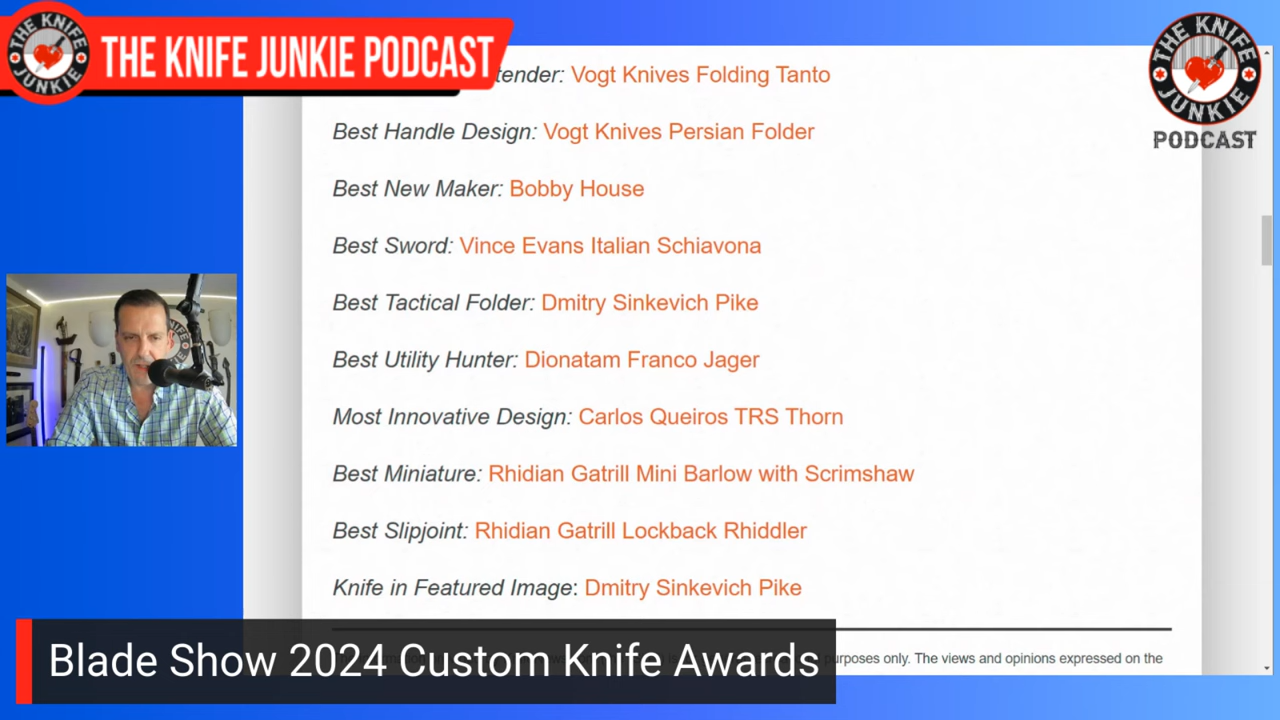 THE KNIFE JUNKIE
THE KNIFE JUNKIE PODCAST
THE KNIFE JUNKIE
PODCAST
tender: Vogt Knives Folding Tanto
Best Handle Design: Vogt Knives Persian Folder
Best New Maker: Bobby House
Best Sword: Vince Evans Italian Schiavona
Best Tactical Folder: Dmitry Sinkevich Pike
Best Utility Hunter: Dionatam Franco Jager
Most Innovative Design: Carlos Queiros TRS Thorn
Best Miniature: Rhidian Gatrill Mini Barlow with Scrimshaw
Best Slipjoint: Rhidian Gatrill Lockback Rhiddler
Knife in Featured Image: Dmitry Sinkevich Pike
purposes only. The views and opinions expressed on the
Blade Show 2024 Custom Knife Awards